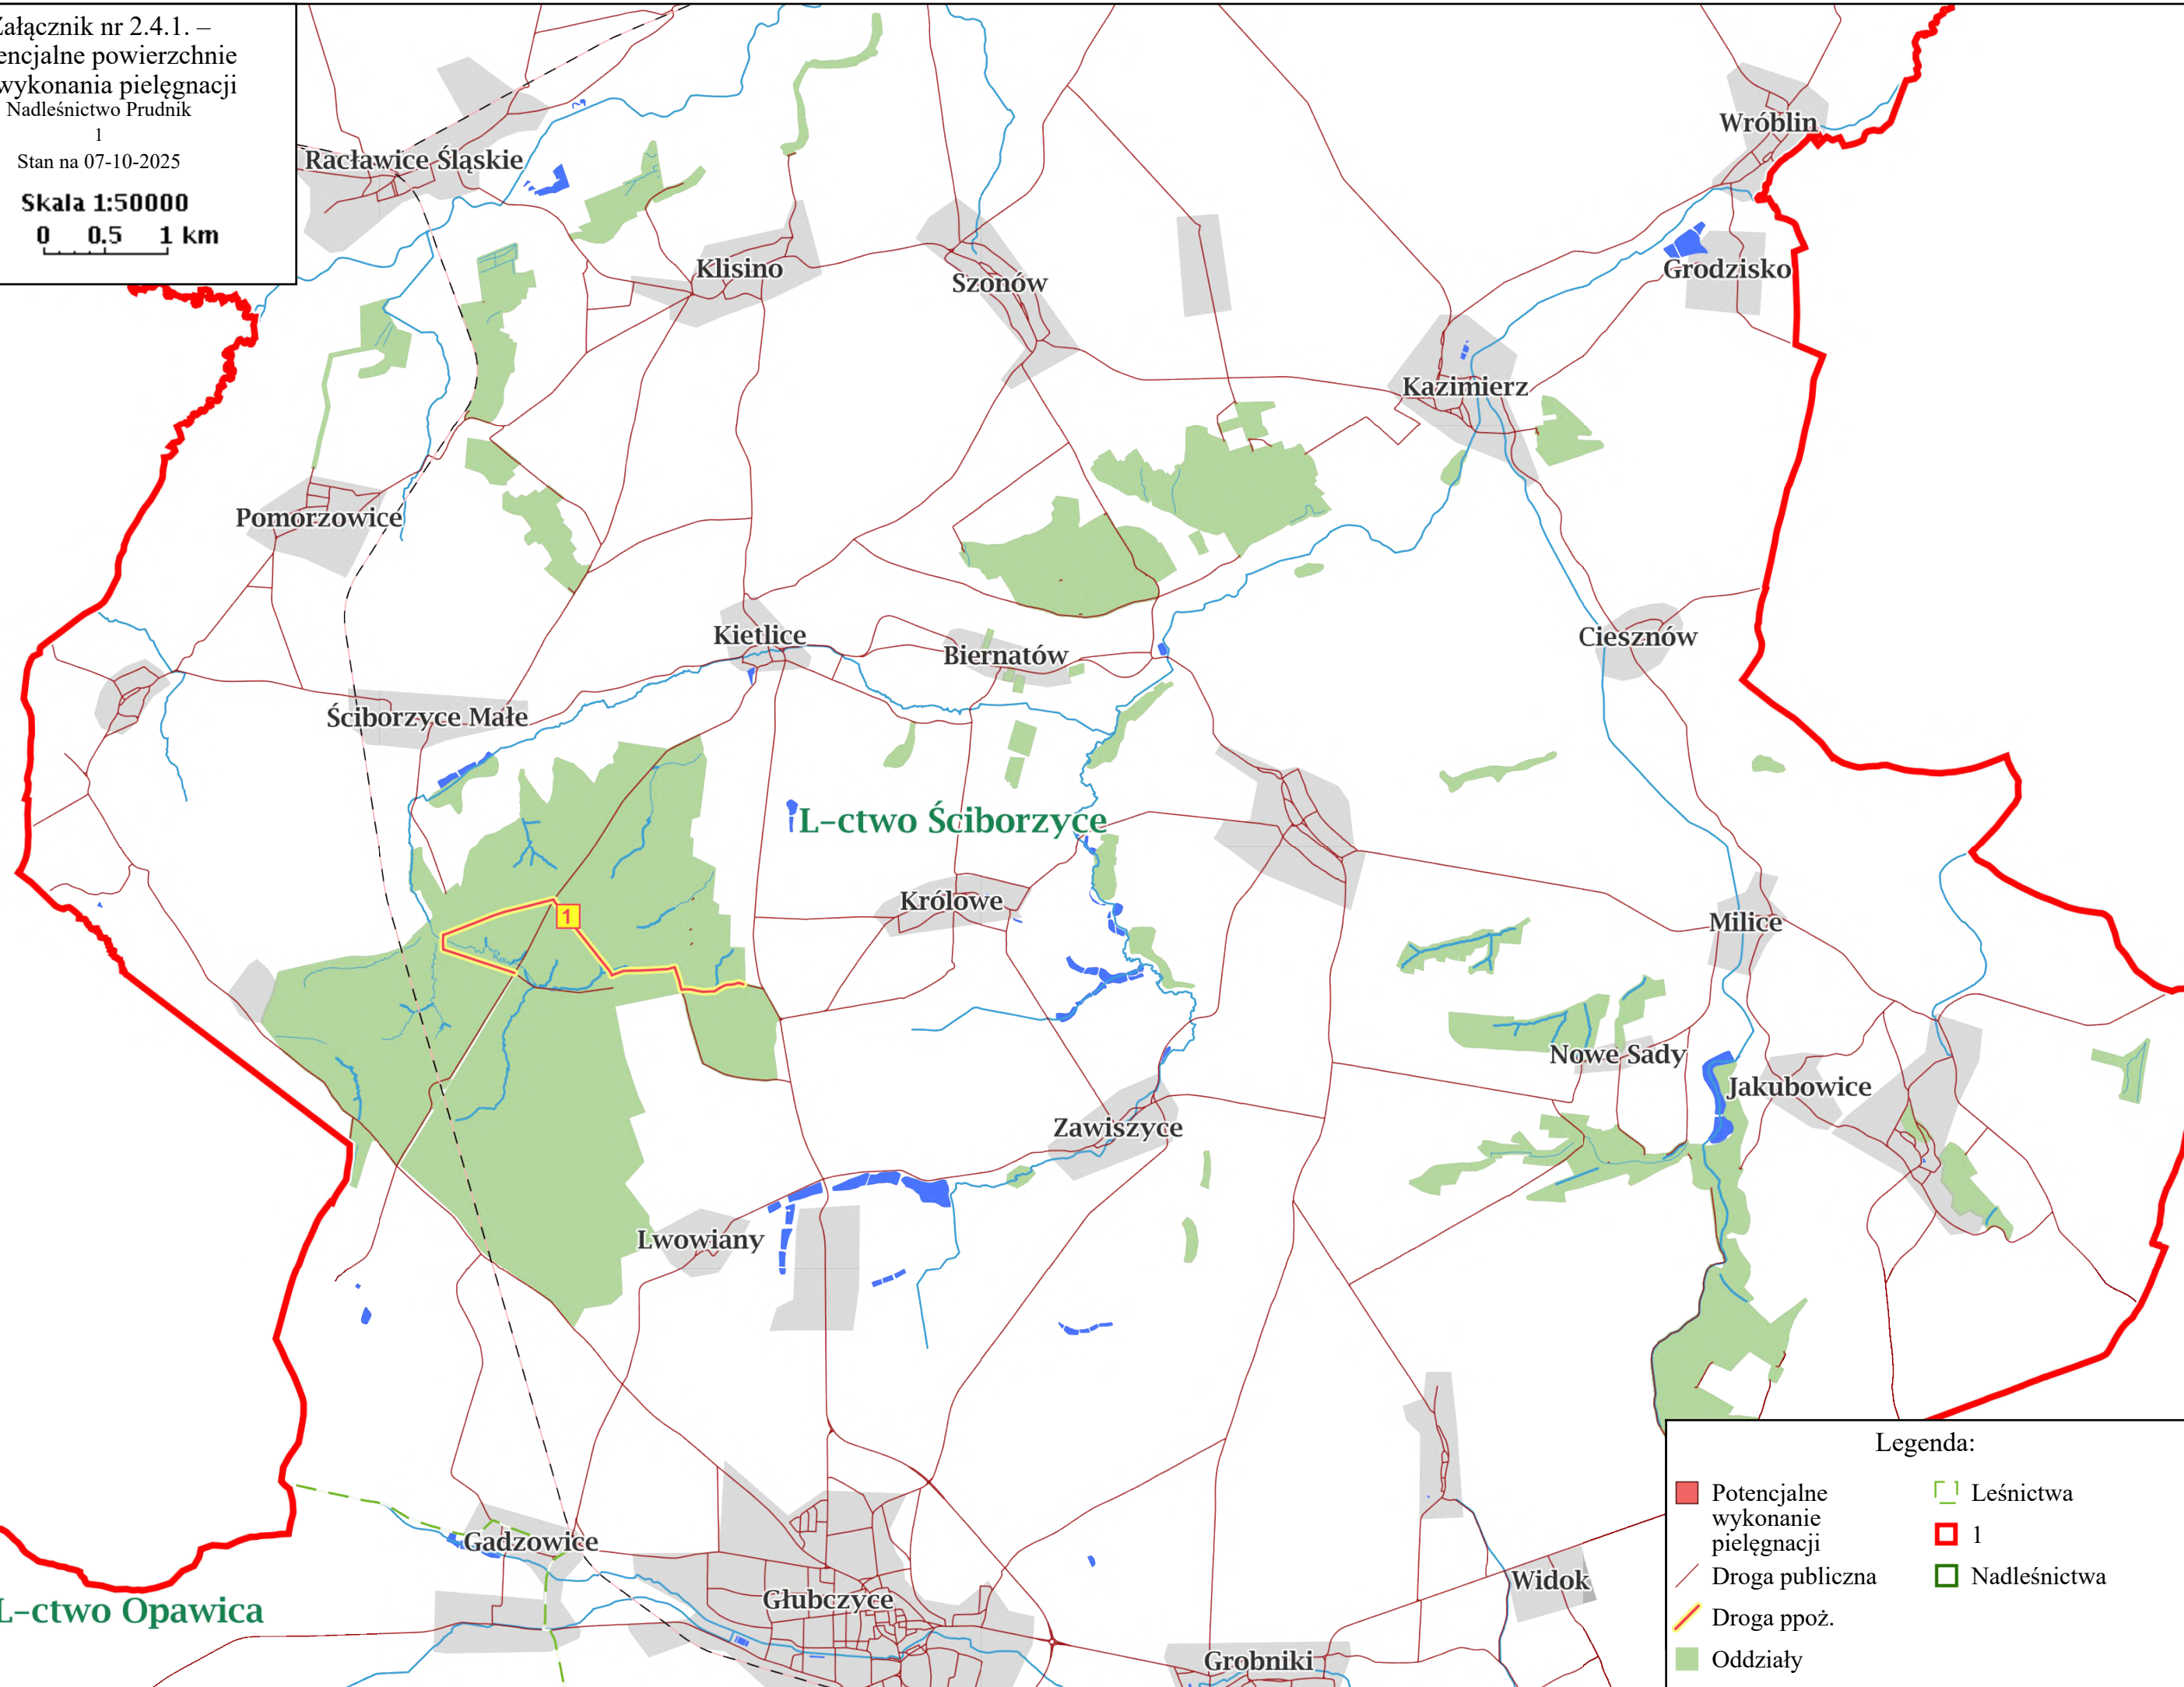 Załącznik nr 2.4.1. –
powierzchnie
wykonania pielęgnacji
Nadleśnictwo Prudnik
1
Stan na 07-10-2025
Skala 1:50000
0 0.5 1 km
Wróblin
Racławice Śląskie
Klisino
Szonów
Grodzisko
Kazimierz
Pomorzowice
Kietlice
Biernatów
Ciesznów
Ściborzyce Małe
L-ctwo Ściborzyce
Królowe
1
Milice
Nowe Sady
Jakubowice
Zawiszyce
Lwowiany
Gadzowice
Głubczyce
Widok
L-ctwo Opawica
Grobniki
Legenda:
Potencjalne
wykonanie
pielęgnacji
Droga publiczna
Droga ppoż.
Oddziały
Leśnictwa
1
Nadleśnictwa